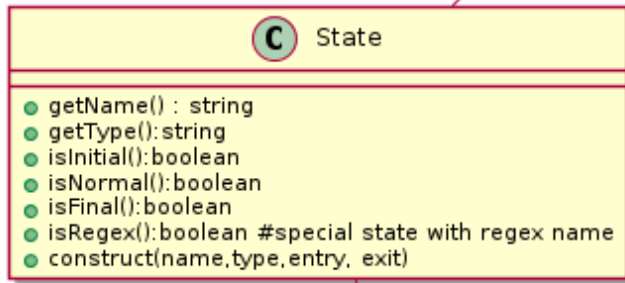 C State
getName() : string
getType():string
isInitial():boolean
isNormal():boolean
isFinal():boolean
isRegex():boolean #special state with regex name
construct(name,type,entry, exit)